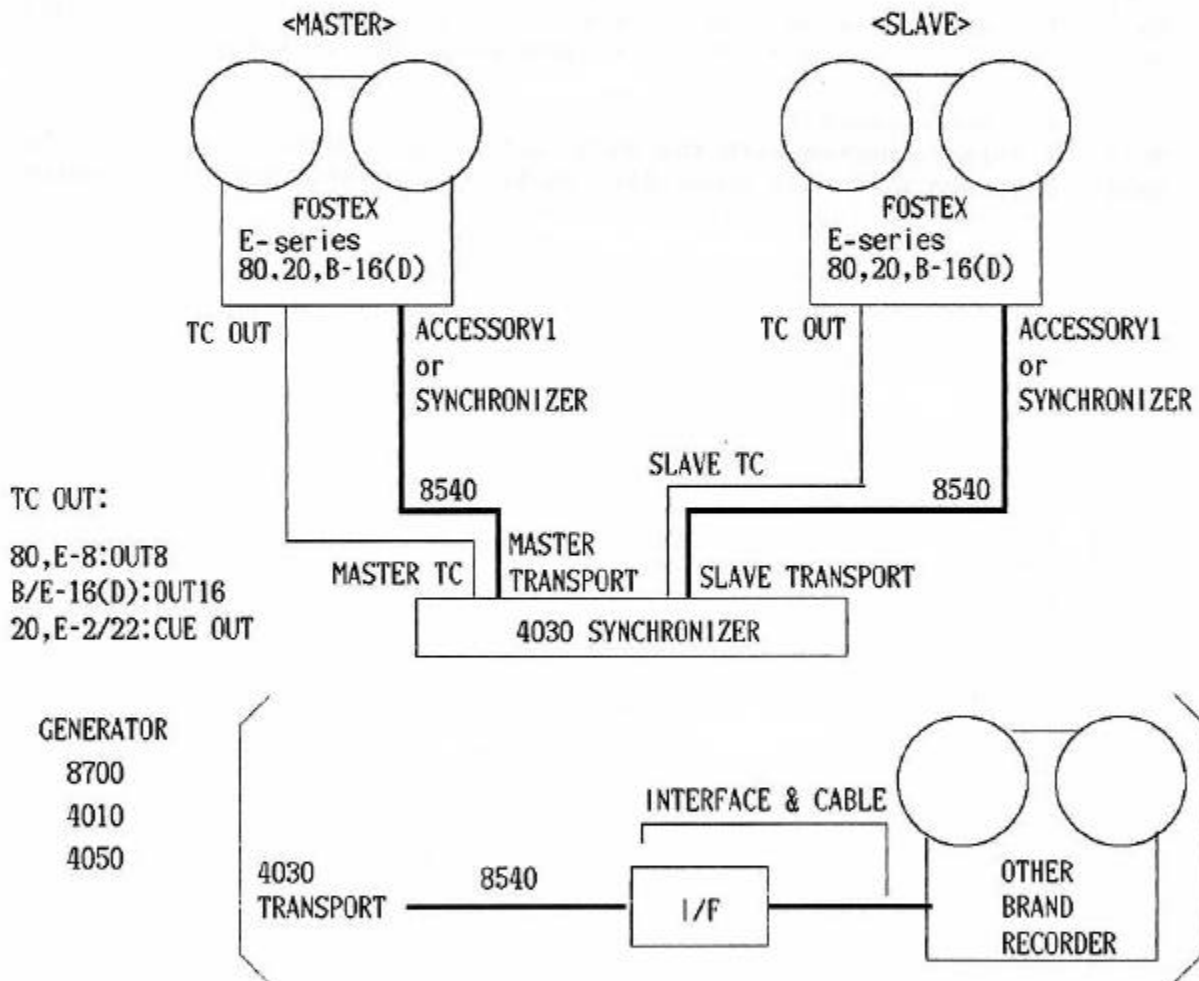 <MASTER>
<SLAVE>
FOSTEX
E-series
80.20,B-16(D)
FOSTEX
E-series
80,20,B-16(D)
TC OUT
ACCESSORY1
or
SYNCHRONIZER
TC OUT
ACCESSORY1
or
SYNCHRONIZER
SLAVE TC
8540
8540
TC OUT:
80,E-8:OUT8
B/E-16(D):OUT16
20,E-2/22:CUE OUT
MASTER TC
MASTER
TRANSPORT
SLAVE TRANSPORT
4030 SYNCHRONIZER
GENERATOR
8700
4010
4050
INTERFACE & CABLE
4030
TRANSPORT
8540
I/F
OTHER
BRAND
RECORDER